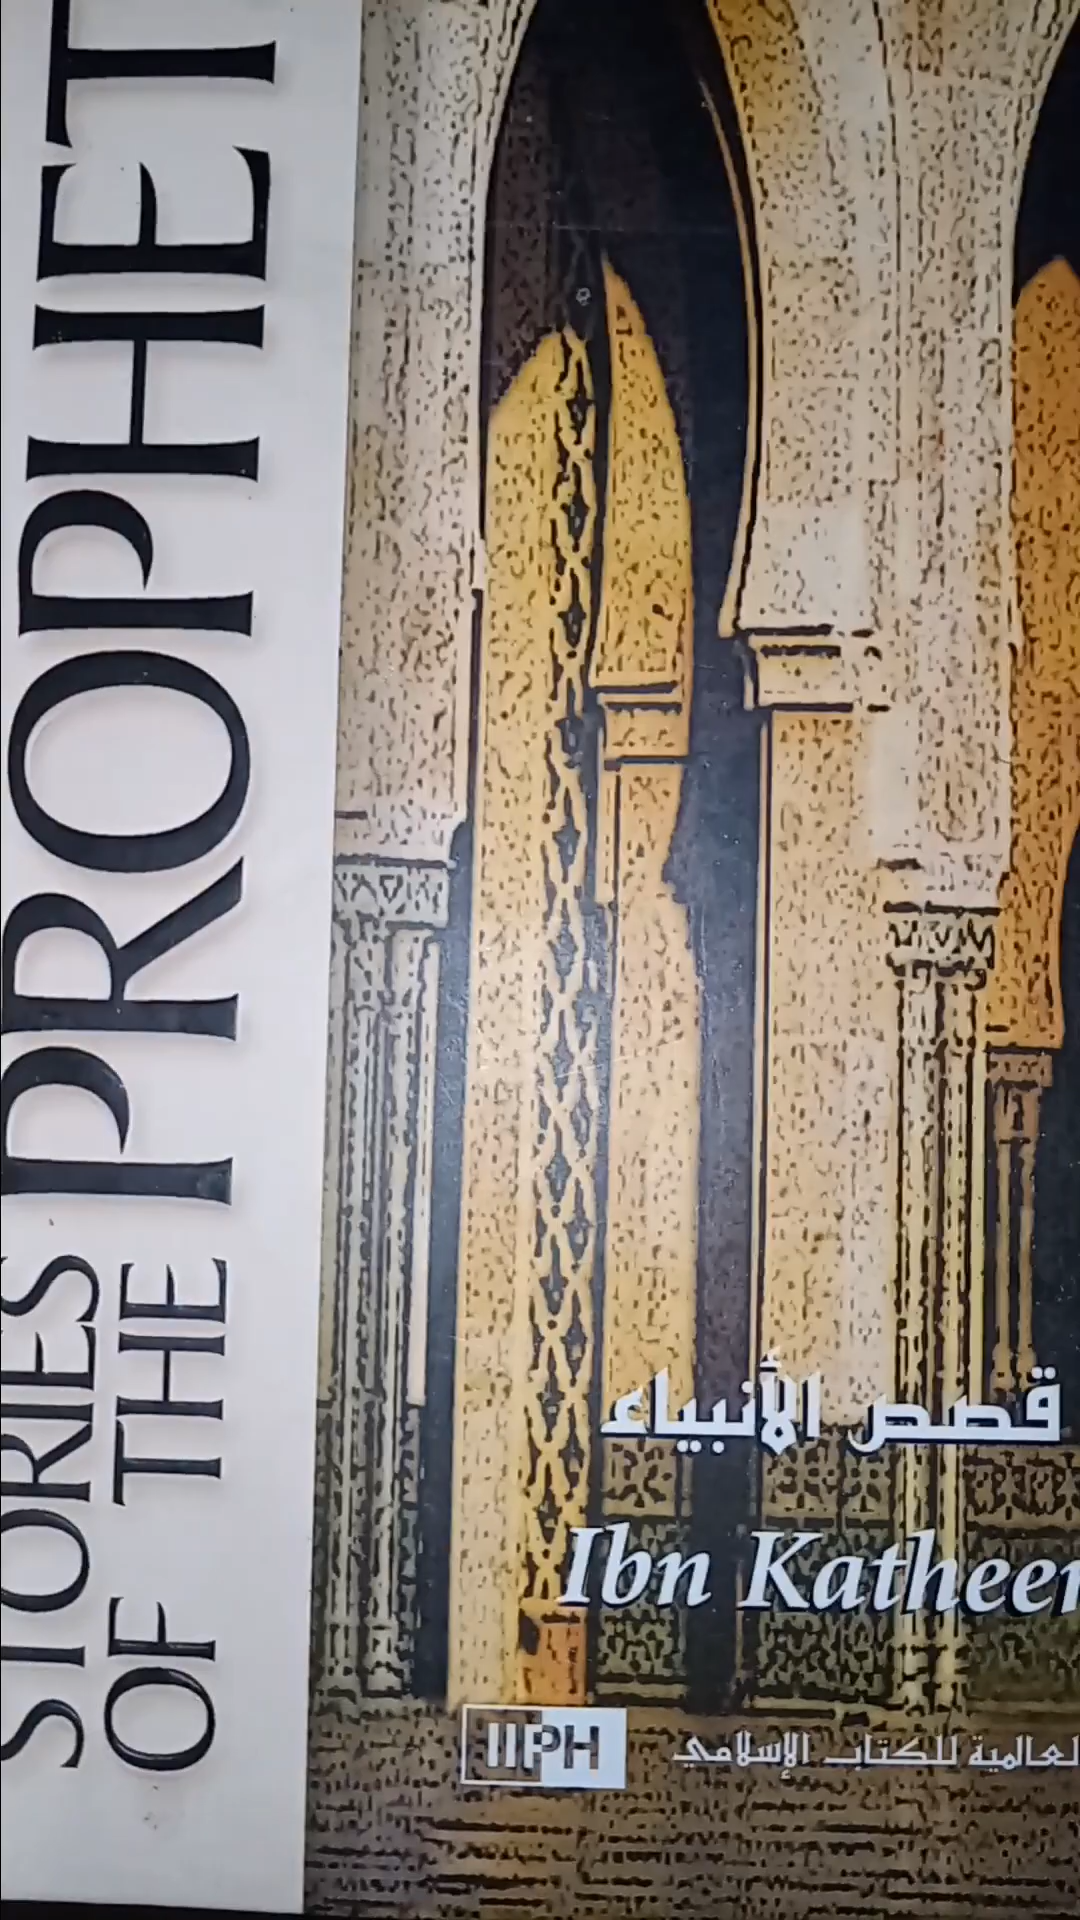 STORIES
OF THE
PROPHET
قصص الأنبياء
Ibn Katheer
IIPH
العالمية للكتاب الإسلامي